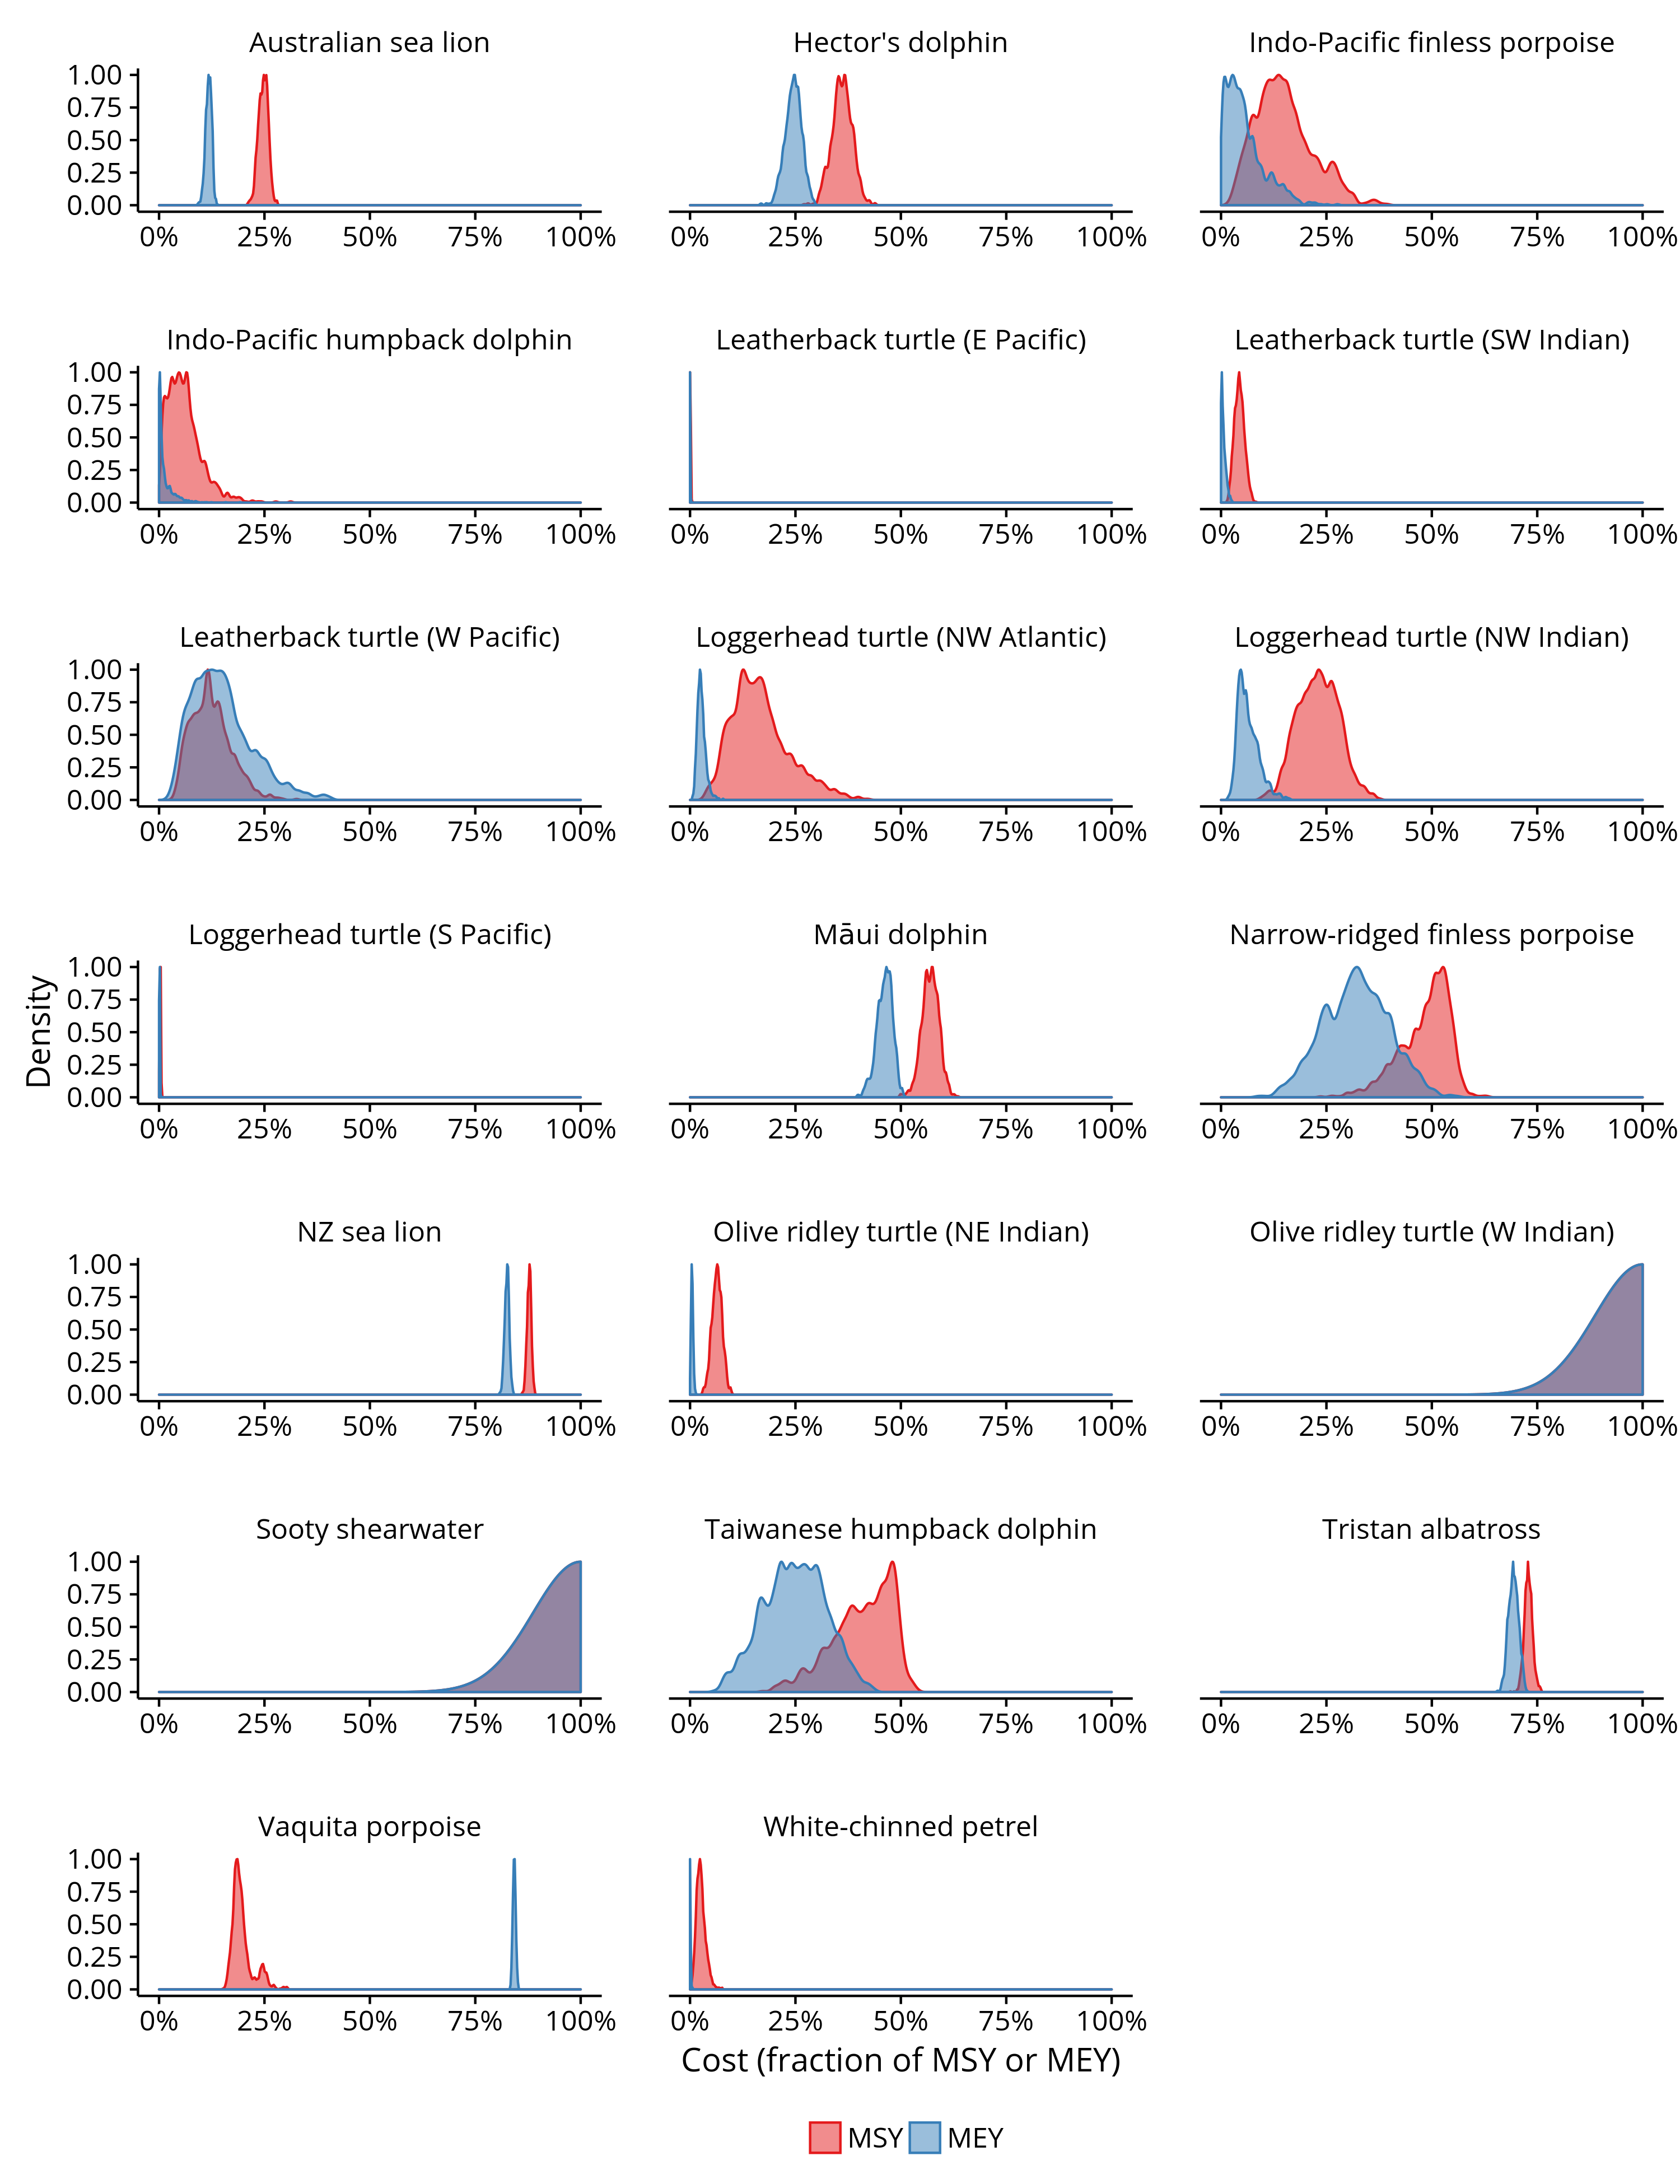 Australian sea lion
Hector's dolphin
Indo-Pacific finless porpoise
1.00
0.75
0.50
0.25
0.00
0% 25% 50% 75% 100%
0% 25% 50% 75% 100%
0% 25% 50% 75% 100%
Indo-Pacific humpback dolphin
Leatherback turtle (E Pacific)
Leatherback turtle (SW Indian)
1.00
0.75
0.50
0.25
0.00
0% 25% 50% 75% 100%
0% 25% 50% 75% 100%
0% 25% 50% 75% 100%
Leatherback turtle (W Pacific)
Loggerhead turtle (NW Atlantic)
Loggerhead turtle (NW Indian)
1.00
0.75
0.50
0.25
0.00
0% 25% 50% 75% 100%
0% 25% 50% 75% 100%
0% 25% 50% 75% 100%
Loggerhead turtle (S Pacific)
Māui dolphin
Narrow-ridged finless porpoise
Density
1.00
0.75
0.50
0.25
0.00
0% 25% 50% 75% 100%
0% 25% 50% 75% 100%
0% 25% 50% 75% 100%
NZ sea lion
Olive ridley turtle (NE Indian)
Olive ridley turtle (W Indian)
1.00
0.75
0.50
0.25
0.00
0% 25% 50% 75% 100%
0% 25% 50% 75% 100%
0% 25% 50% 75% 100%
Sooty shearwater
Taiwanese humpback dolphin
Tristan albatross
1.00
0.75
0.50
0.25
0.00
0% 25% 50% 75% 100%
0% 25% 50% 75% 100%
0% 25% 50% 75% 100%
Vaquita porpoise
White-chinned petrel
1.00
0.75
0.50
0.25
0.00
0% 25% 50% 75% 100%
0% 25% 50% 75% 100%
Cost (fraction of MSY or MEY)
MSY MEY